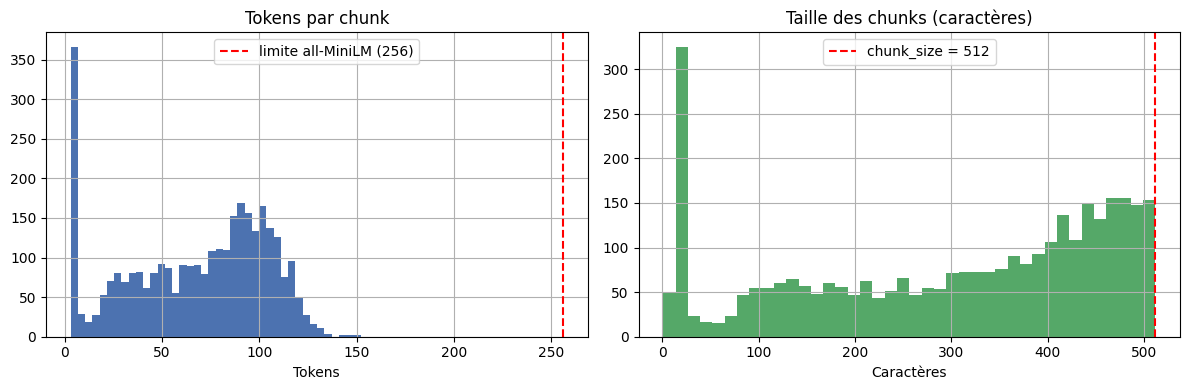 Tokens par chunk
350
300
250
200
150
100
50
0
limite all-MiniLM (256)
0 50 100 150 200 250
Tokens
Taille des chunks (caractères)
300
250
200
150
100
50
0
chunk_size = 512
0 100 200 300 400 500
Caractères